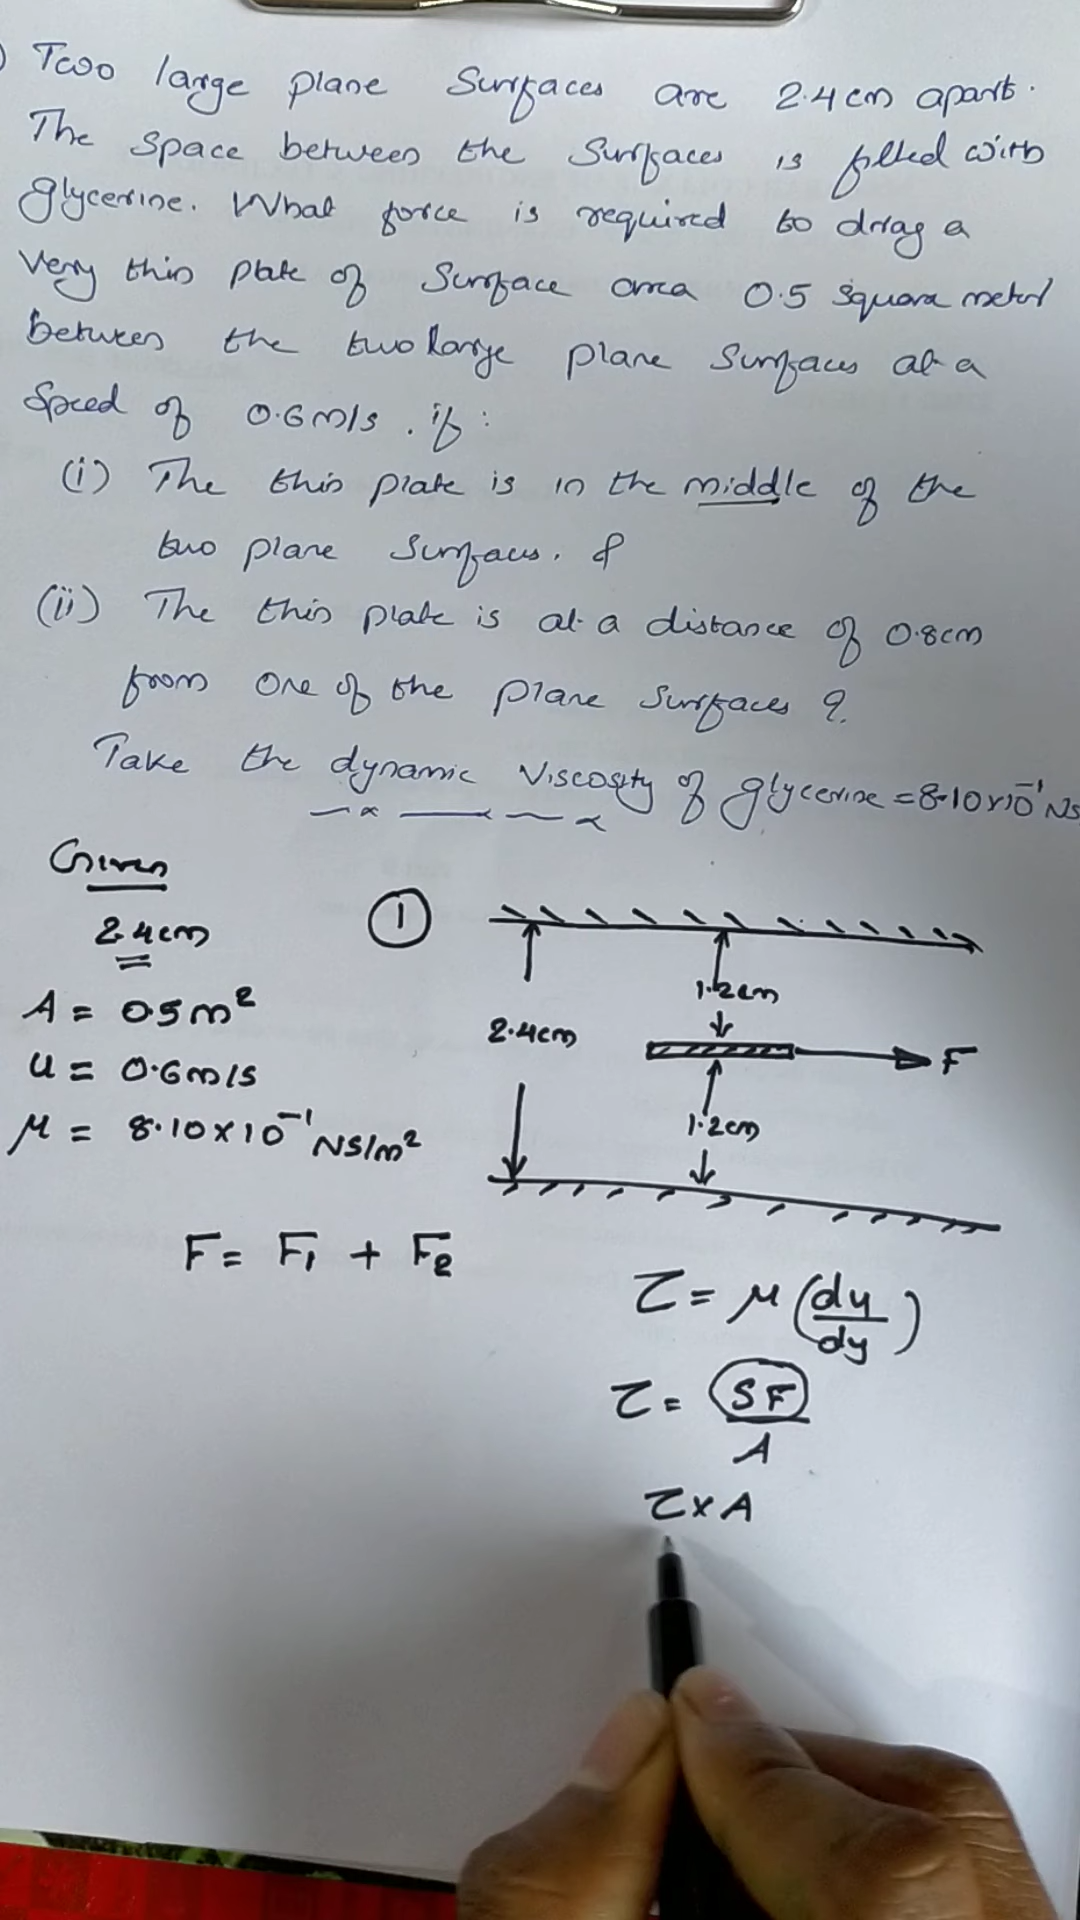 Two large plane Surfaces are 2.4cm apart.
The space between the Surfaces is filled with
glycerine. What force is required to drag a
very thin plate of Surface area 0.5 square meter
between the two large plane Surfaces at a
Speed of 0.6m/s. if:
(i) The thin plate is in the middle of the
two plane Surfaces. &
(ii) The thin plate is at a distance of 0.8cm
from one of the plane Surfaces ?.
Take the dynamic Viscosity of glycerine = 8.10x10⁻¹ NS
Given
2.4cm
A = 0.5m²
u = 0.6m/s
μ = 8.10x10⁻¹ NS/m²
①
1.2cm
2.4cm
F
1.2cm
F = F₁ + F₂
τ = μ(du/dy)
τ = SF/A
τ x A